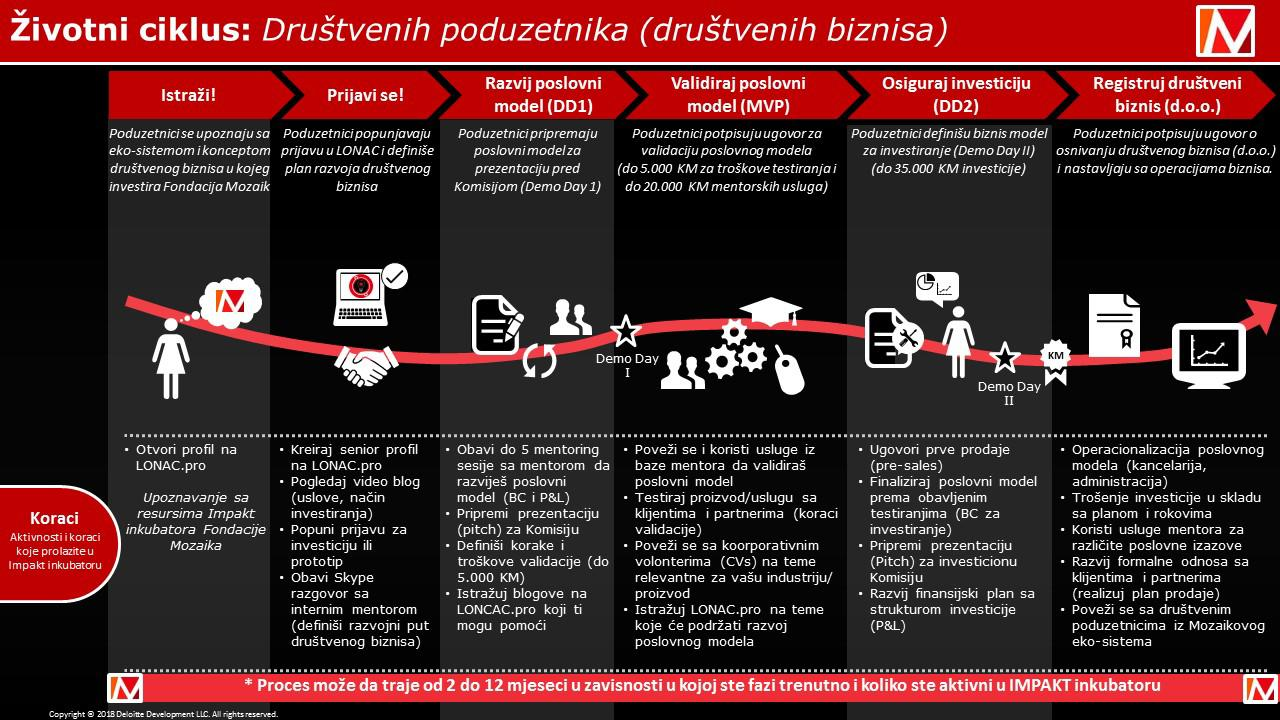 Životni ciklus: Društvenih poduzetnika (društvenih biznisa)
Istraži!
Prijavi se!
Razvij poslovni
model (DD1)
Validiraj poslovni
model (MVP)
Osiguraj investiciju
(DD2)
Registruj društveni
biznis (d.o.o.)
Poduzetnici se upoznaju sa
eko-sistemom i konceptom
društvenog biznisa u kojeg
investira Fondacija Mozaik
Poduzetnici popunjavaju
prijavu u LONAC i definiše
plan razvoja društvenog
biznisa
Poduzetnici pripremaju
poslovni model za
prezentaciju pred
Komisijom (Demo Day 1)
Poduzetnici potpisuju ugovor za
validaciju poslovnog modela
(do 5.000 KM za troškove testiranja i
do 20.000 KM mentorskih usluga)
Poduzetnici definišu biznis model
za investiranje (Demo Day II)
(do 35.000 KM investicije)
Poduzetnici potpisuju ugovor o
osnivanju društvenog biznisa (d.o.o.)
i nastavljaju sa operacijama biznisa.
Demo Day
I
Demo Day
II
KM
Koraci
Aktivnosti i koraci
koje prolazite u
Impakt inkubatoru
• Otvori profil na
LONAC.pro
Upoznavanje sa
resursima Impakt
inkubatora Fondacije
Mozaika
• Kreiraj senior profil
na LONAC.pro
• Pogledaj video blog
(uslove, način
investiranja)
• Popuni prijavu za
investiciju ili
prototip
• Obavi Skype
razgovor sa
internim mentorom
(definiši razvojni put
društvenog biznisa)
• Obavi do 5 mentoring
sesije sa mentorom da
razviješ poslovni
model (BC i P&L)
• Pripremi prezentaciju
(pitch) za Komisiju
• Definiši korake i
troškove validacije (do
5.000 KM)
• Istražuj blogove na
LONCAC.pro koji ti
mogu pomoći
• Poveži se i koristi usluge iz
baze mentora da validiraš
poslovni model
• Testiraj proizvod/uslugu sa
klijentima i partnerima (koraci
validacije)
• Poveži se sa koorporativnim
volonterima (CVs) na teme
relevantne za vašu industriju/
proizvod
• Istražuj LONAC.pro na teme
koje će podržati razvoj
poslovnog modela
• Ugovori prve prodaje
(pre-sales)
• Finaliziraj poslovni model
prema obavljenim
testiranjima (BC za
investiranje)
• Pripremi prezentaciju
(Pitch) za investicionu
Komisiju
• Razvij finansijski plan sa
strukturom investicije
(P&L)
• Operacionalizacija poslovnog
modela (kancelarija,
administracija)
• Trošenje investicije u skladu
sa planom i rokovima
• Koristi usluge mentora za
različite poslovne izazove
• Razvij formalne odnosa sa
klijentima i partnerima
(realizuj plan prodaje)
• Poveži se sa društvenim
poduzetnicima iz Mozaikovog
eko-sistema
* Proces može da traje od 2 do 12 mjeseci u zavisnosti u kojoj ste fazi trenutno i koliko ste aktivni u IMPAKT inkubatoru
Copyright © 2018 Deloitte Development LLC. All rights reserved.